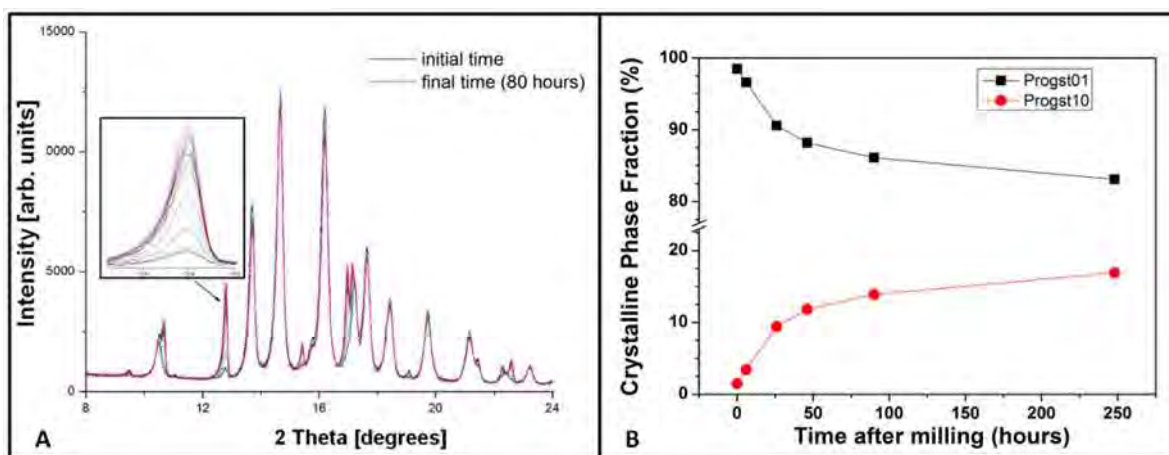 15000
0000
5000
0
Intensity [arb. units]
initial time
final time (80 hours)
8
12
16
20
24
2 Theta [degrees]
A
100
90
80
20
10
0
Crystalline Phase Fraction (%)
Progst01
Progst10
0
50
100
150
200
250
Time after milling (hours)
B